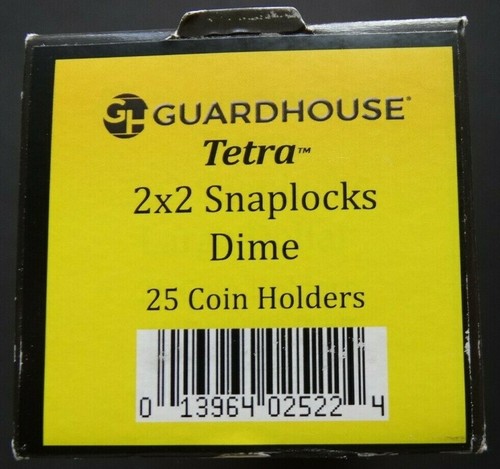 GH GUARDHOUSE®
Tetra™
2x2 Snaplocks
Dime
25 Coin Holders
0 13964 02522 4